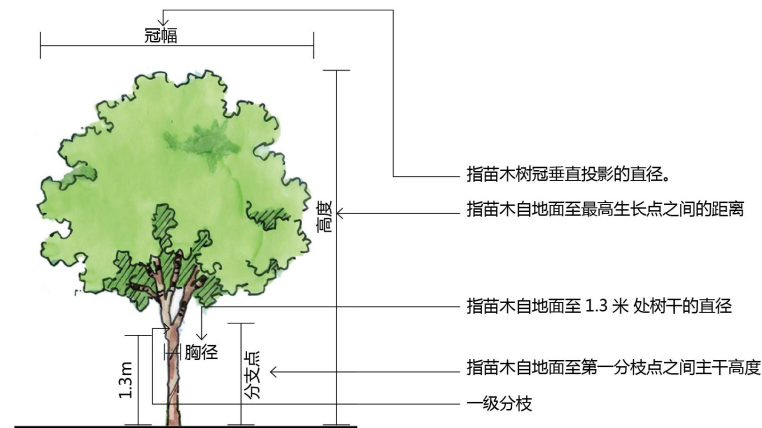 冠幅
指苗木树冠垂直投影的直径。
高度
指苗木自地面至最高生长点之间的距离
指苗木自地面至 1.3 米 处树干的直径
胸径
1.3m
分支点
指苗木自地面至第一分枝点之间主干高度
一级分枝